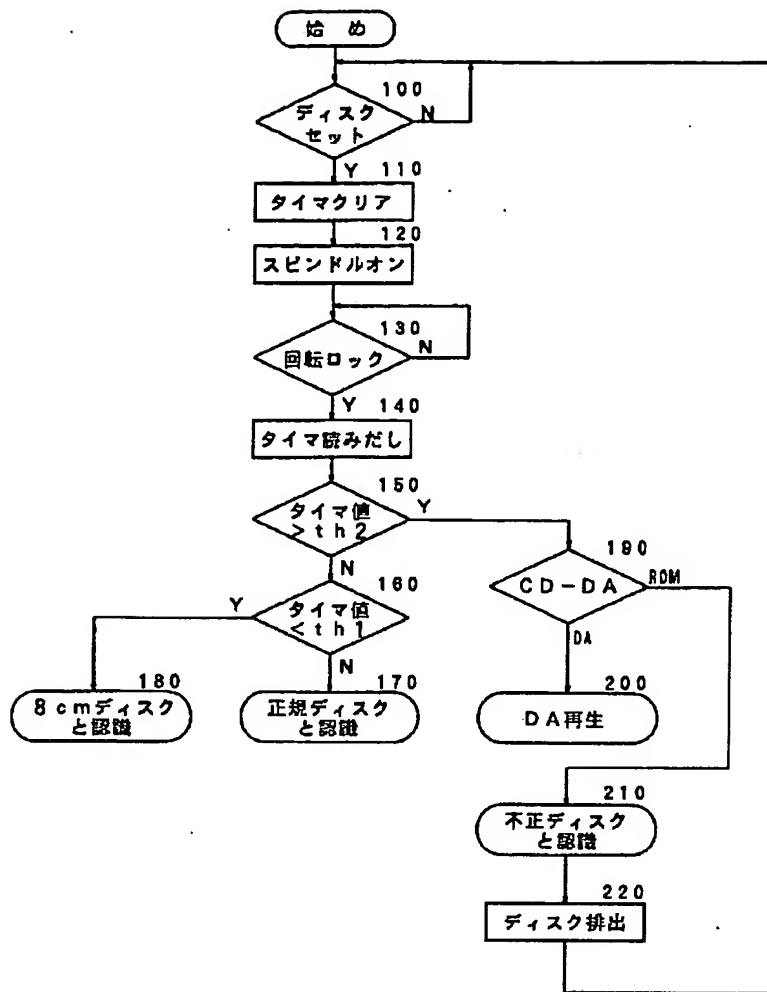 始 め
100
ディスク
セット
N
Y
110
タイマクリア
120
スピンドルオン
130
回転ロック
N
Y
140
タイマ読みだし
150
タイマ値
>th2
Y
N
160
タイマ値
<th1
Y
N
180
8cmディスク
と認識
170
正規ディスク
と認識
190
CD-DA
ROM
DA
200
DA再生
210
不正ディスク
と認識
220
ディスク排出